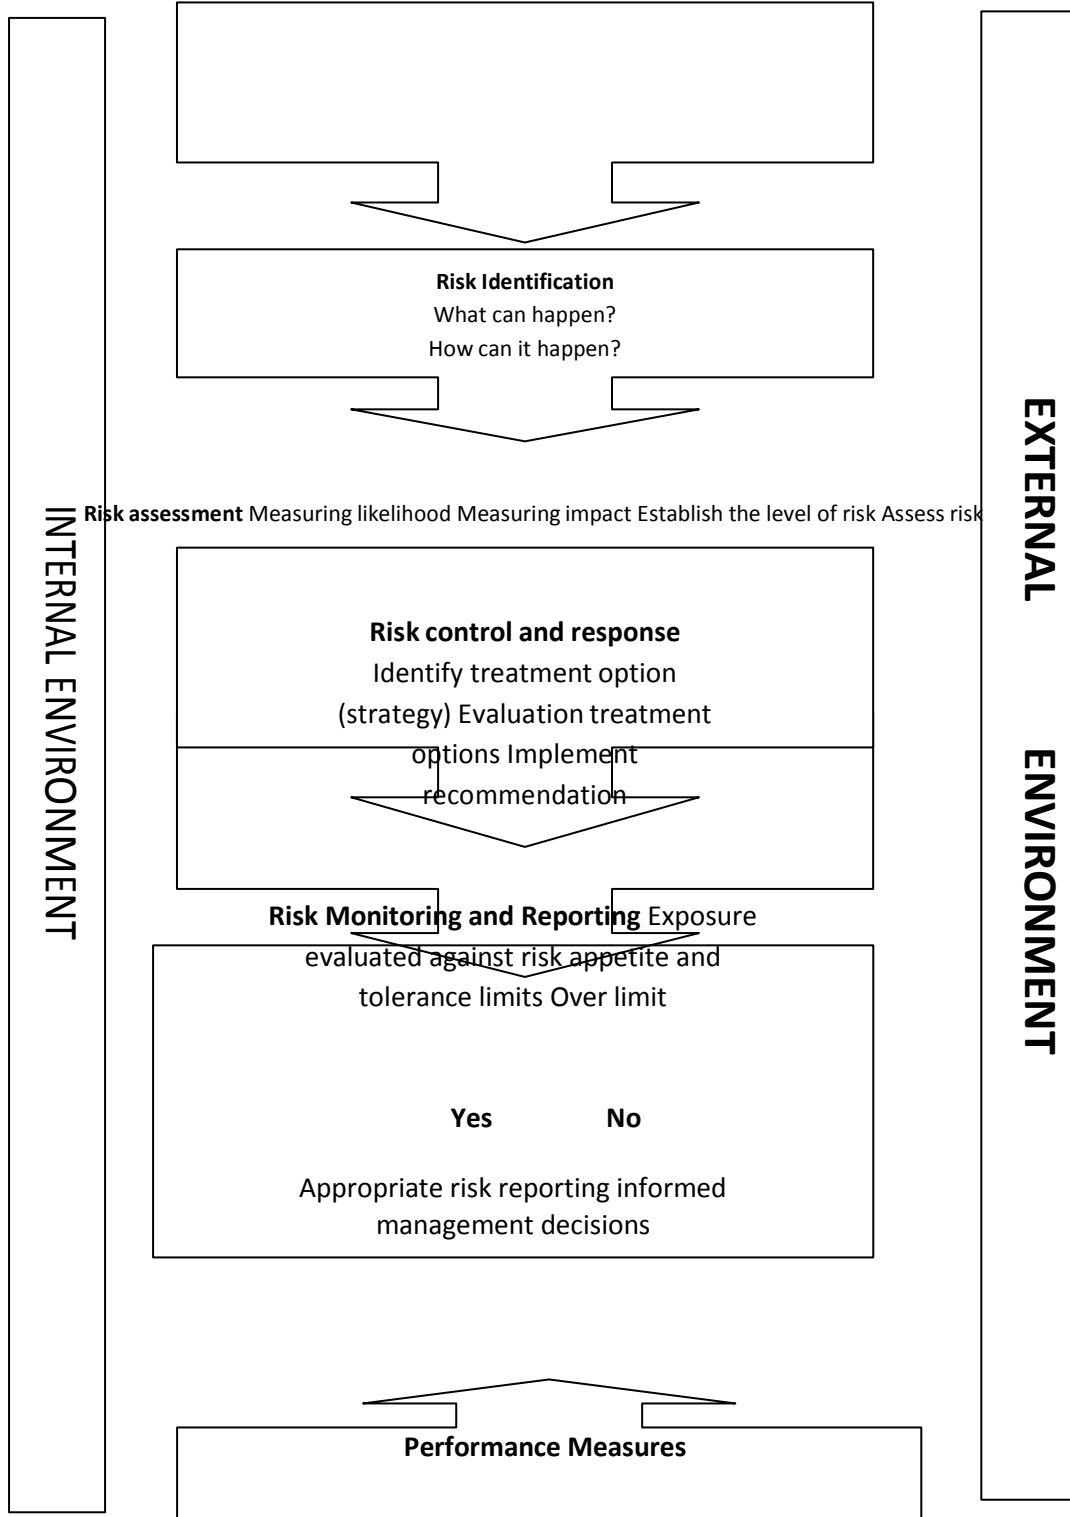 Risk Identification
What can happen?
How can it happen?
Risk assessment Measuring likelihood Measuring impact Establish the level of risk Assess risk
Risk control and response
Identify treatment option
(strategy) Evaluation treatment
options Implement
recommendation
Risk Monitoring and Reporting Exposure
evaluated against risk appetite and
tolerance limits Over limit
Yes No
Appropriate risk reporting informed
management decisions
Performance Measures
INTERNAL ENVIRONMENT
EXTERNAL ENVIRONMENT